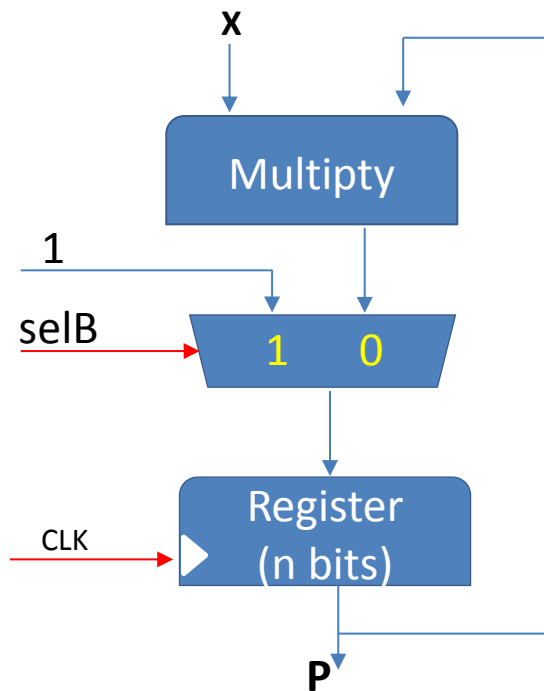 X
Multipty
1
selB
1 0
Register
(n bits)
CLK
P